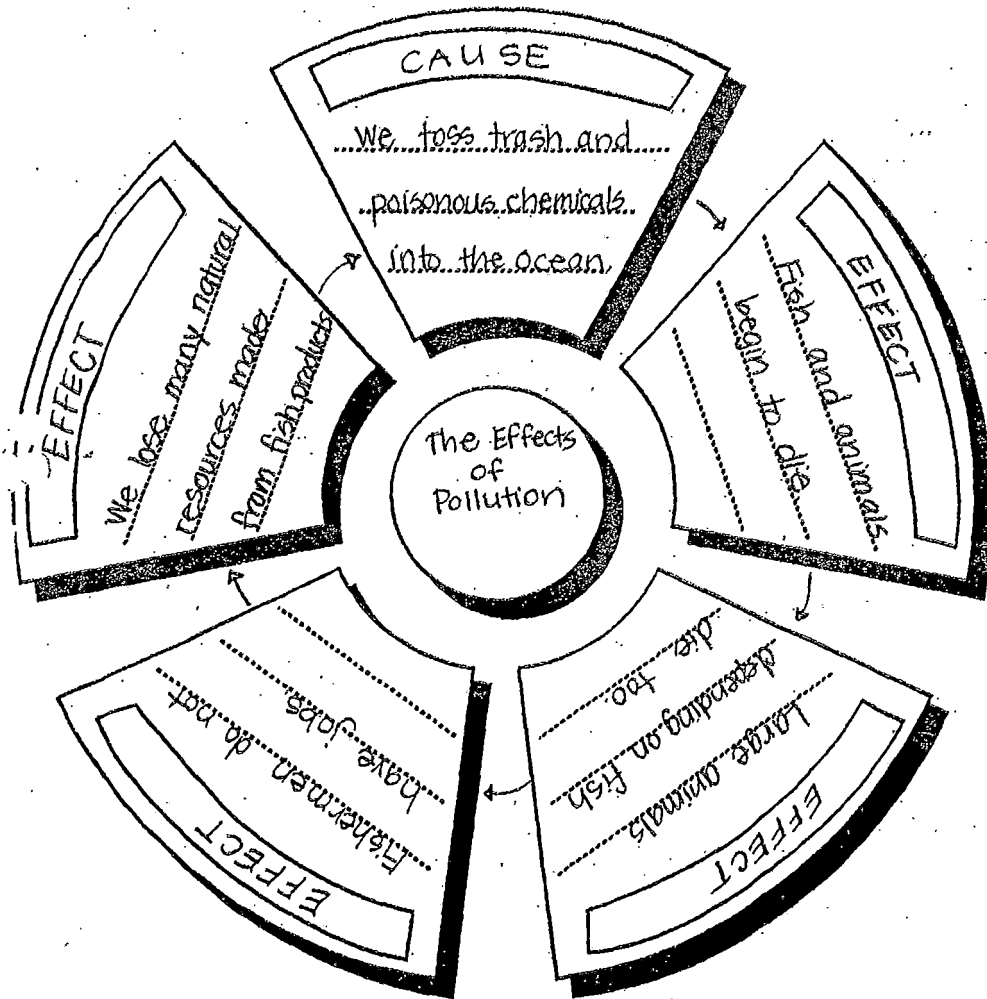 CAUSE
We toss trash and
poisonous chemicals
into the ocean.
EFFECT
Fish and animals
begin to die.
EFFECT
Large animals
depending on fish
die, too.
EFFECT
Fishermen do not
have jobs.
EFFECT
We lose many natural
resources made
from fish products
The Effects
of
Pollution